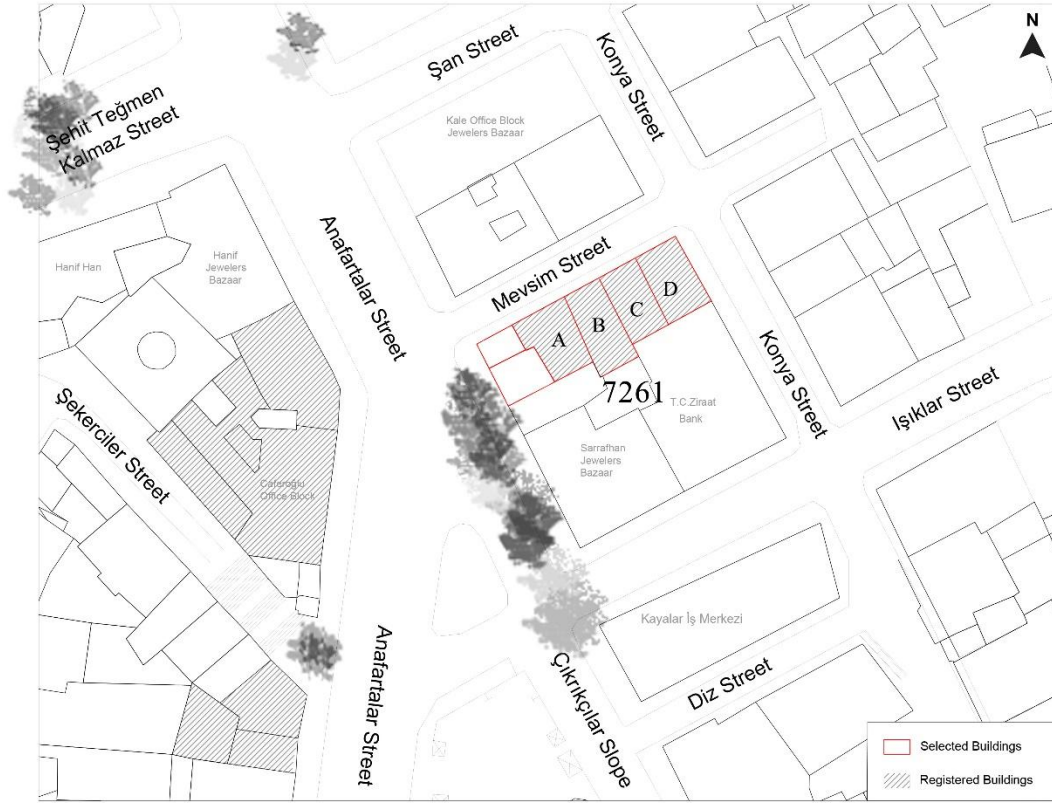 N
Şan Street
Konya Street
Şehit Teğmen
Kalmaz Street
Kale Office Block
Jewelers Bazaar
Anafartalar Street
Hanif Han
Hanif
Jewelers
Bazaar
Mevsim Street
A
B
C
D
7261
Konya Street
Işıklar Street
T.C.Ziraat
Bank
Sarrafhan
Jewelers
Bazaar
Şekerciler Street
Caferoğlu
Office Block
Kayalar İş Merkezi
Anafartalar Street
Çıkrıkçılar Slope
Diz Street
Selected Buildings
Registered Buildings